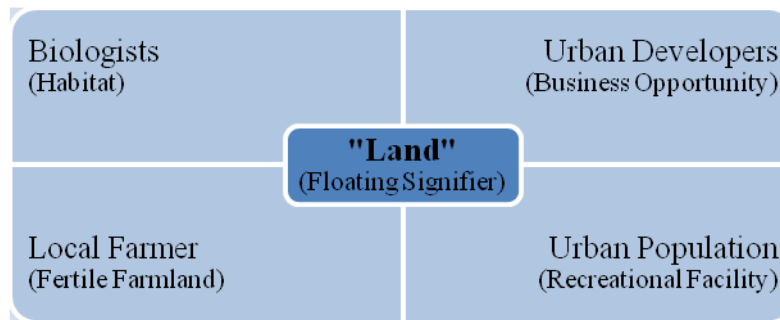 Biologists
(Habitat)
Urban Developers
(Business Opportunity)
"Land"
(Floating Signifier)
Local Farmer
(Fertile Farmland)
Urban Population
(Recreational Facility)